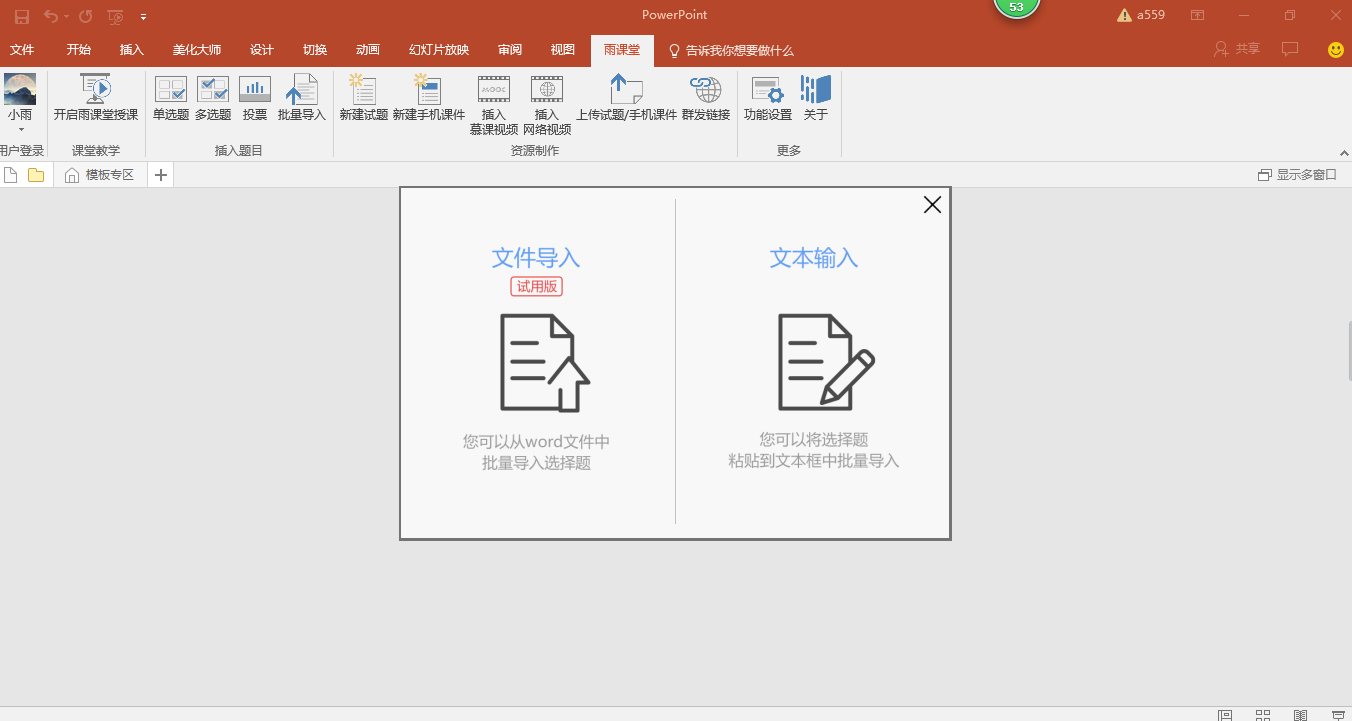 PowerPoint
53
a559
文件 开始 插入 美化大师 设计 切换 动画 幻灯片放映 审阅 视图 雨课堂 告诉我你想要做什么 共享
小雨 开启雨课堂授课 单选题 多选题 投票 批量导入 新建试题 新建手机课件 插入 插入 上传试题/手机课件 群发链接 功能设置 关于
慕课视频 网络视频
用户登录 课堂教学 插入题目 资源制作 更多
模板专区 显示多窗口
文件导入
试用版
您可以从word文件中
批量导入选择题
文本输入
您可以将选择题
粘贴到文本框中批量导入